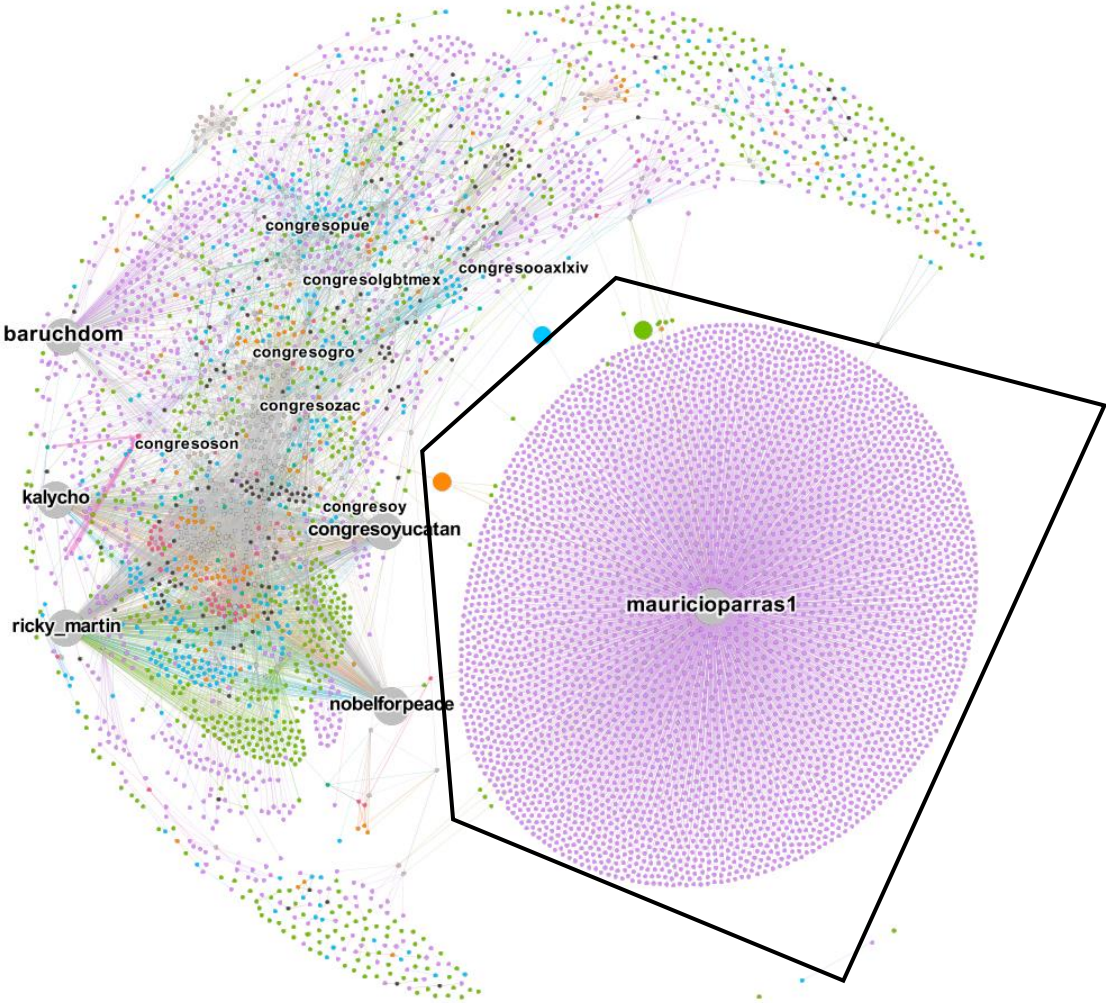 congresopue
congresooaxlxiv
congresolgbtmex
baruchdom
congresogro
congresozac
congresoson
kalycho
congresoy
congresoyucatan
mauricioparras1
ricky_martin
nobelforpeace